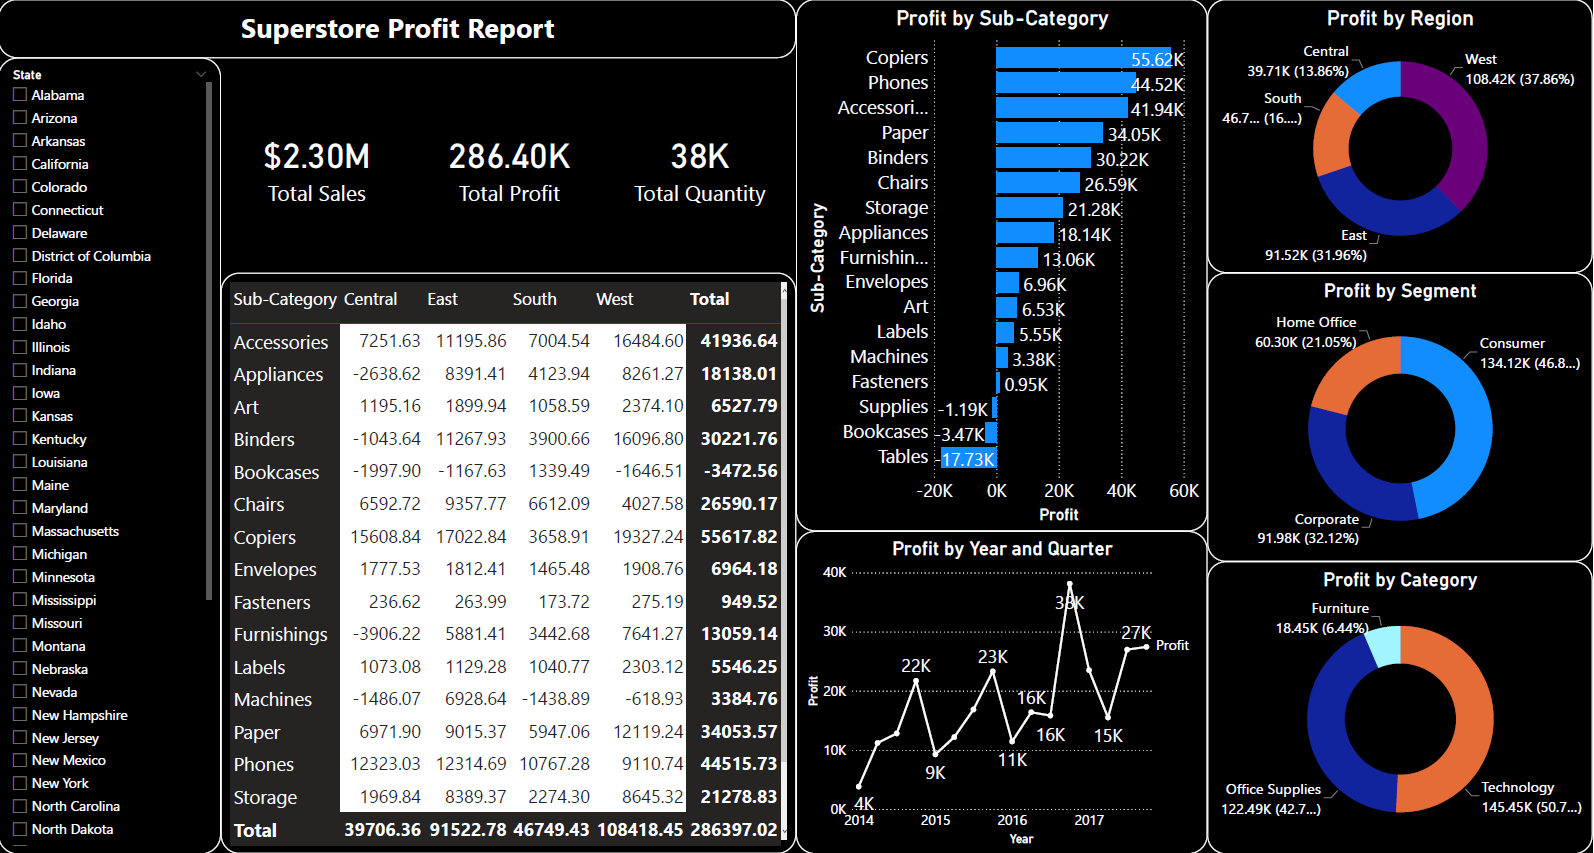 Superstore Profit Report
State
Alabama
Arizona
Arkansas
California
Colorado
Connecticut
Delaware
District of Columbia
Florida
Georgia
Idaho
Illinois
Indiana
Iowa
Kansas
Kentucky
Louisiana
Maine
Maryland
Massachusetts
Michigan
Minnesota
Mississippi
Missouri
Montana
Nebraska
Nevada
New Hampshire
New Jersey
New Mexico
New York
North Carolina
North Dakota
$2.30M 286.40K 38K
Total Sales Total Profit Total Quantity
Sub-Category Central East South West Total
Accessories 7251.63 11195.86 7004.54 16484.60 41936.64
Appliances -2638.62 8391.41 4123.94 8261.27 18138.01
Art 1195.16 1899.94 1058.59 2374.10 6527.79
Binders -1043.64 11267.93 3900.66 16096.80 30221.76
Bookcases -1997.90 -1167.63 1339.49 -1646.51 -3472.56
Chairs 6592.72 9357.77 6612.09 4027.58 26590.17
Copiers 15608.84 17022.84 3658.91 19327.24 55617.82
Envelopes 1777.53 1812.41 1465.48 1908.76 6964.18
Fasteners 236.62 263.99 173.72 275.19 949.52
Furnishings -3906.22 5881.41 3442.68 7641.27 13059.14
Labels 1073.08 1129.28 1040.77 2303.12 5546.25
Machines -1486.07 6928.64 -1438.89 -618.93 3384.76
Paper 6971.90 9015.37 5947.06 12119.24 34053.57
Phones 12323.03 12314.69 10767.28 9110.74 44515.73
Storage 1969.84 8389.37 2274.30 8645.32 21278.83
Total 39706.36 91522.78 46749.43 108418.45 286397.02
Profit by Sub-Category
Sub-Category
Copiers 55.62K
Phones 44.52K
Accessori... 41.94K
Paper 34.05K
Binders 30.22K
Chairs 26.59K
Storage 21.28K
Appliances 18.14K
Furnishin... 13.06K
Envelopes 6.96K
Art 6.53K
Labels 5.55K
Machines 3.38K
Fasteners 0.95K
Supplies -1.19K
Bookcases -3.47K
Tables -17.73K
-20K 0K 20K 40K 60K
Profit
Profit by Year and Quarter
Profit
40K
30K
20K
10K
0K
4K
22K
9K
23K
11K
16K
16K
38K
15K
27K
Profit
2014 2015 2016 2017
Year
Profit by Region
Central
39.71K (13.86%)
West
108.42K (37.86%)
South
46.7... (16....)
East
91.52K (31.96%)
Profit by Segment
Home Office
60.30K (21.05%)
Consumer
134.12K (46.8...)
Corporate
91.98K (32.12%)
Profit by Category
Furniture
18.45K (6.44%)
Office Supplies
122.49K (42.7...)
Technology
145.45K (50.7...)